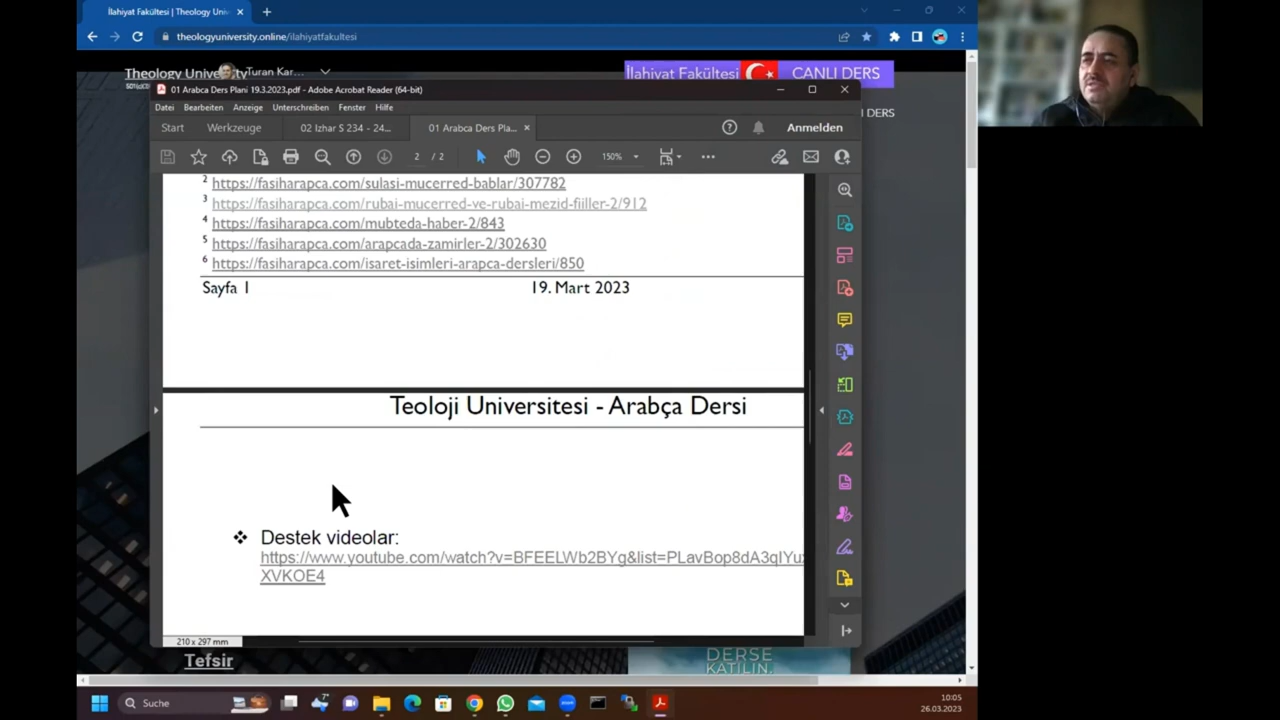 İlahiyat Fakültesi | Theology Uni
theologyuniversity.online/ilahiyatfakultesi
Theology University
Turan Kar...
İlahiyat Fakültesi
CANLI DERS
I DERS
01 Arabca Ders Plani 19.3.2023.pdf - Adobe Acrobat Reader (64-bit)
Datei Bearbeiten Anzeige Unterschreiben Fenster Hilfe
Start Werkzeuge 02 Izhar S 234 - 24... 01 Arabca Ders Pla... Anmelden
2 / 2 150%
2 https://fasiharapca.com/sulasi-mucerred-bablar/307782
3 https://fasiharapca.com/rubai-mucerred-ve-rubai-mezid-fiiller-2/912
4 https://fasiharapca.com/mubteda-haber-2/843
5 https://fasiharapca.com/arapcada-zamirler-2/302630
6 https://fasiharapca.com/isaret-isimleri-arapca-dersleri/850
Sayfa 1 19. Mart 2023
Teoloji Universitesi - Arabça Dersi
❖ Destek videolar:
https://www.youtube.com/watch?v=BFEELWb2BYg&list=PLavBop8dA3qIYu
XVKOE4
210 x 297 mm
Tefsir
DERSE
KATILIN.
Suche
7°
10:05
26.03.2023